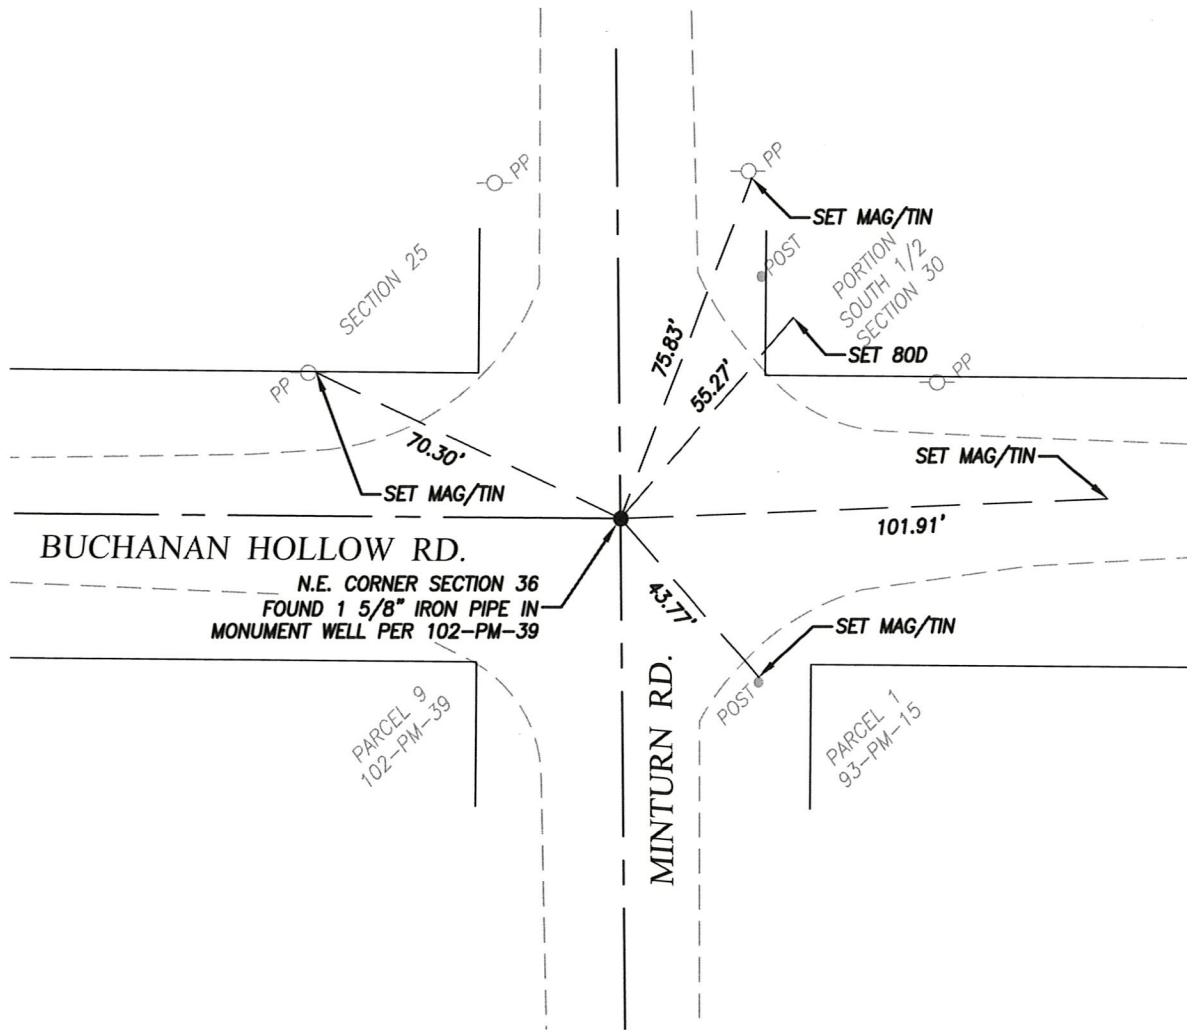 PP
PP
SET MAG/TIN
POST
SECTION 25
PORTION
SOUTH 1/2
SECTION 30
75.83'
SET 80D
55.27'
PP
PP
70.30'
SET MAG/TIN
SET MAG/TIN
101.91'
BUCHANAN HOLLOW RD.
N.E. CORNER SECTION 36
FOUND 1 5/8" IRON PIPE IN
MONUMENT WELL PER 102-PM-39
43.77'
SET MAG/TIN
MINTURN RD.
POST
PARCEL 9
102-PM-39
PARCEL 1
93-PM-15